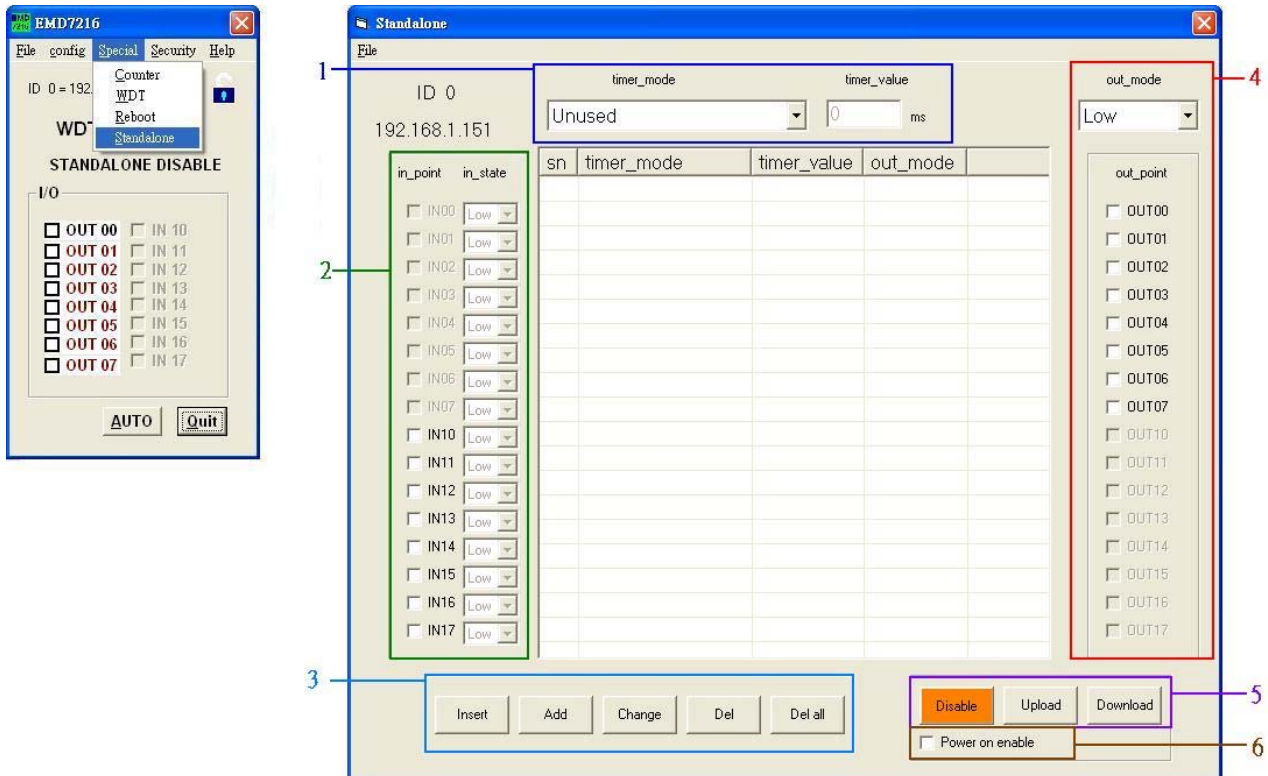 EMD7216
File config Special Security Help
Counter
WDT
Reboot
Standalone
ID 0 = 192.
WDT
STANDALONE DISABLE
I/O
OUT 00 IN 10
OUT 01 IN 11
OUT 02 IN 12
OUT 03 IN 13
OUT 04 IN 14
OUT 05 IN 15
OUT 06 IN 16
OUT 07 IN 17
AUTO Quit
Standalone
File
1
ID 0
192.168.1.151
timer_mode timer_value
Unused 0 ms
2
in_point in_state
IN00 Low
IN01 Low
IN02 Low
IN03 Low
IN04 Low
IN05 Low
IN06 Low
IN07 Low
IN10 Low
IN11 Low
IN12 Low
IN13 Low
IN14 Low
IN15 Low
IN16 Low
IN17 Low
sn timer_mode timer_value out_mode
4
out_mode
Low
out_point
OUT00
OUT01
OUT02
OUT03
OUT04
OUT05
OUT06
OUT07
OUT10
OUT11
OUT12
OUT13
OUT14
OUT15
OUT16
OUT17
3
Insert Add Change Del Del all
Disable Upload Download
5
Power on enable
6